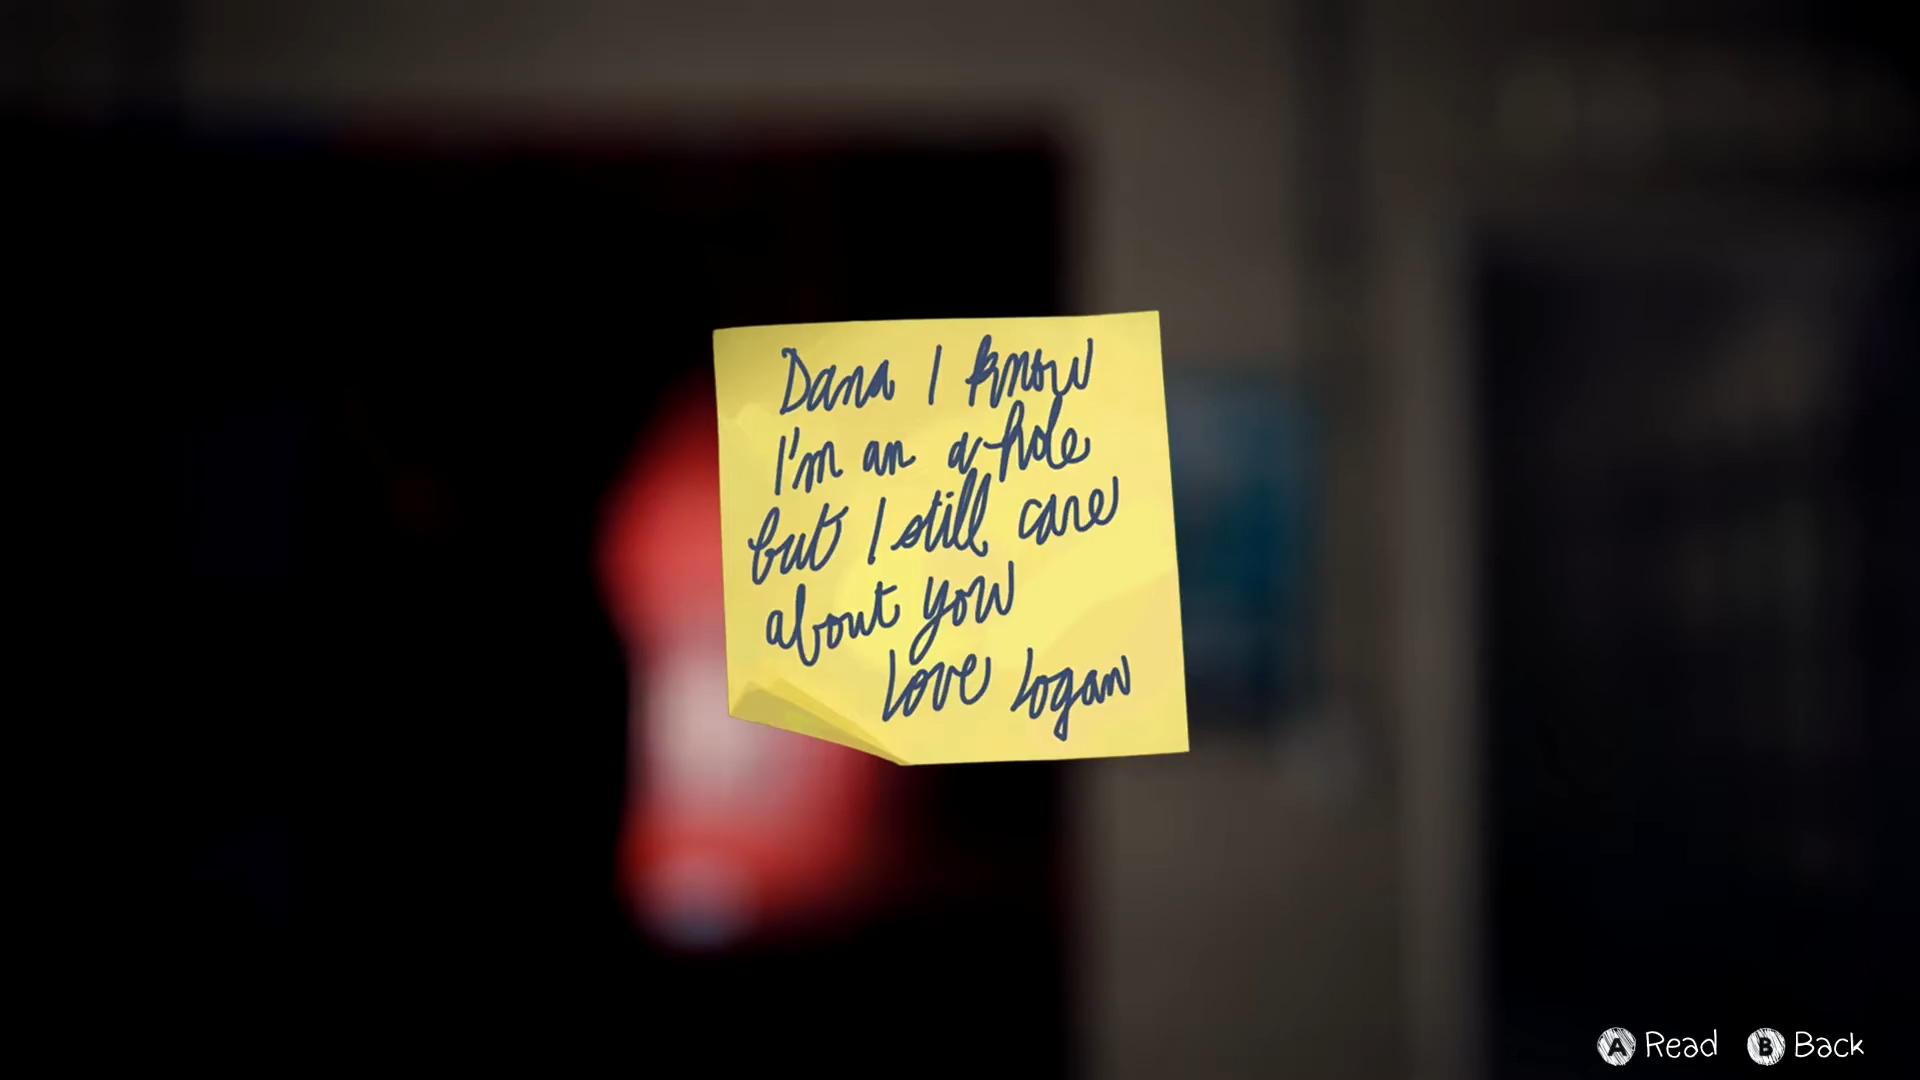 Dana I know
I'm an a-hole
but I still care
about you
Love Logan
A Read B Back